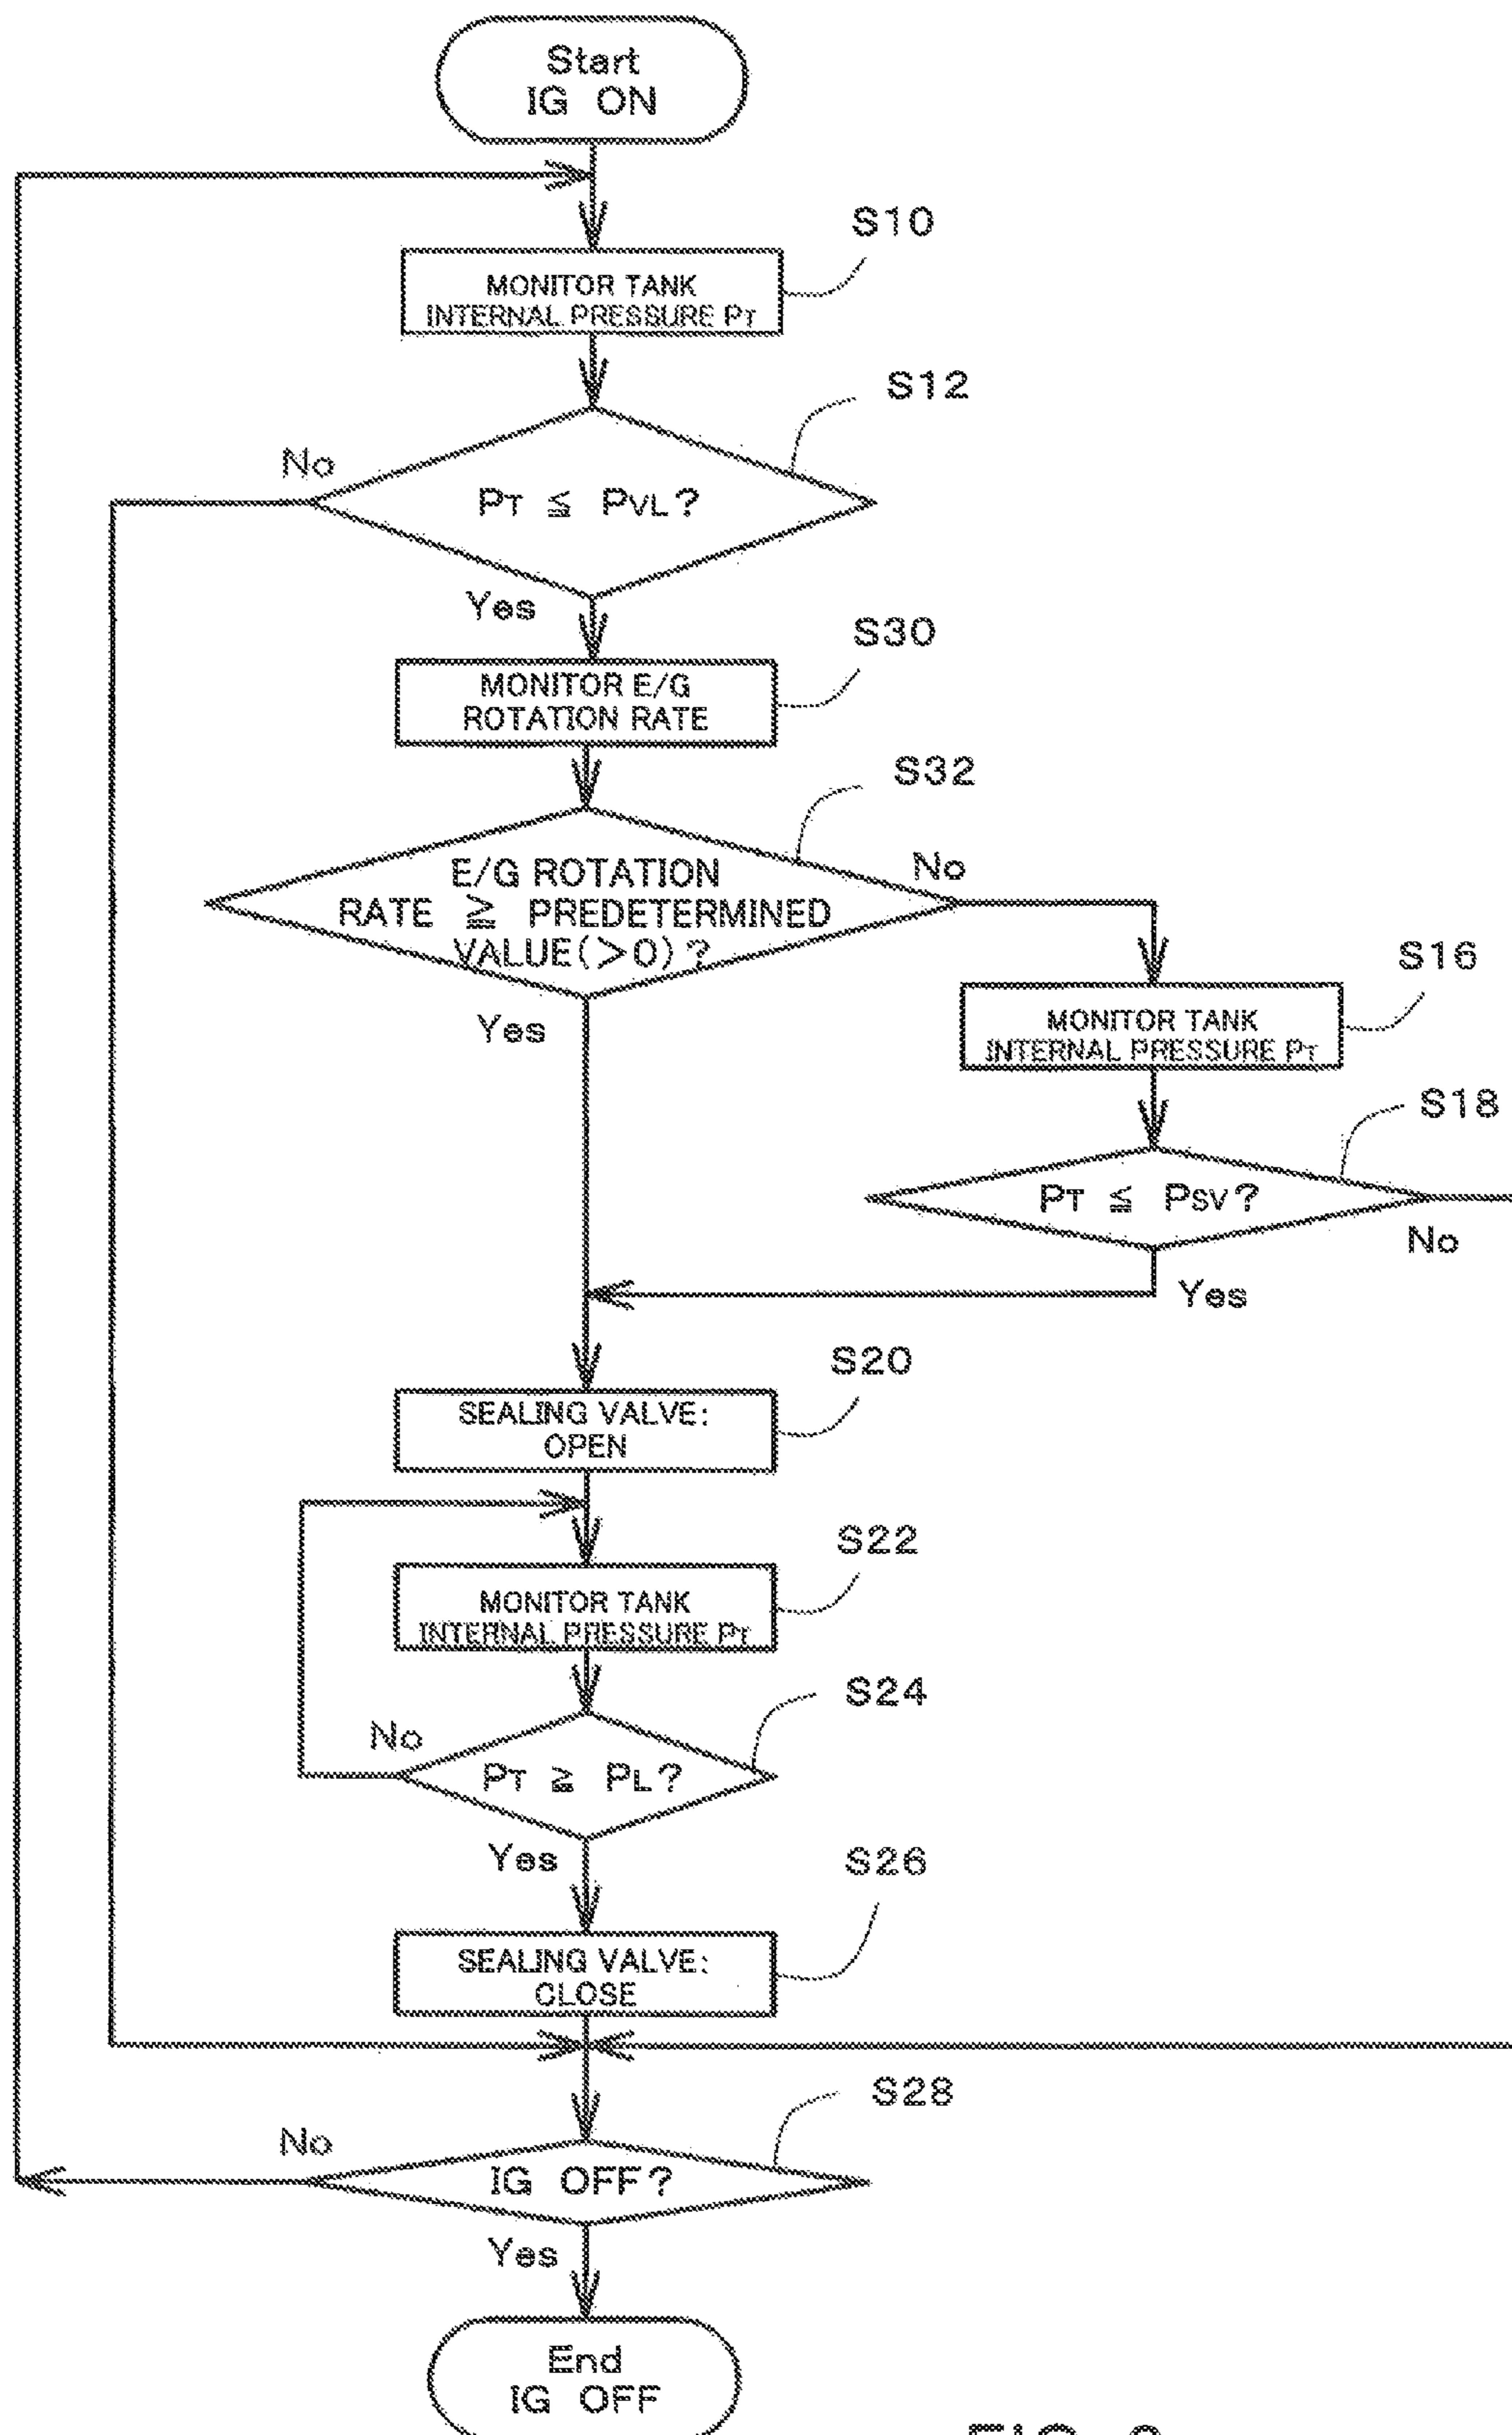 Start
IG ON
S10
MONITOR TANK
INTERNAL PRESSURE PT
S12
No
PT ≦ PVL?
Yes
S30
MONITOR E/G
ROTATION RATE
S32
E/G ROTATION
RATE ≧ PREDETERMINED
VALUE(>0)?
No
Yes
S16
MONITOR TANK
INTERNAL PRESSURE PT
S18
PT ≦ PSV?
No
Yes
S20
SEALING VALVE:
OPEN
S22
MONITOR TANK
INTERNAL PRESSURE PT
S24
No
PT ≧ PL?
Yes
S26
SEALING VALVE:
CLOSE
S28
No
IG OFF?
Yes
End
IG OFF